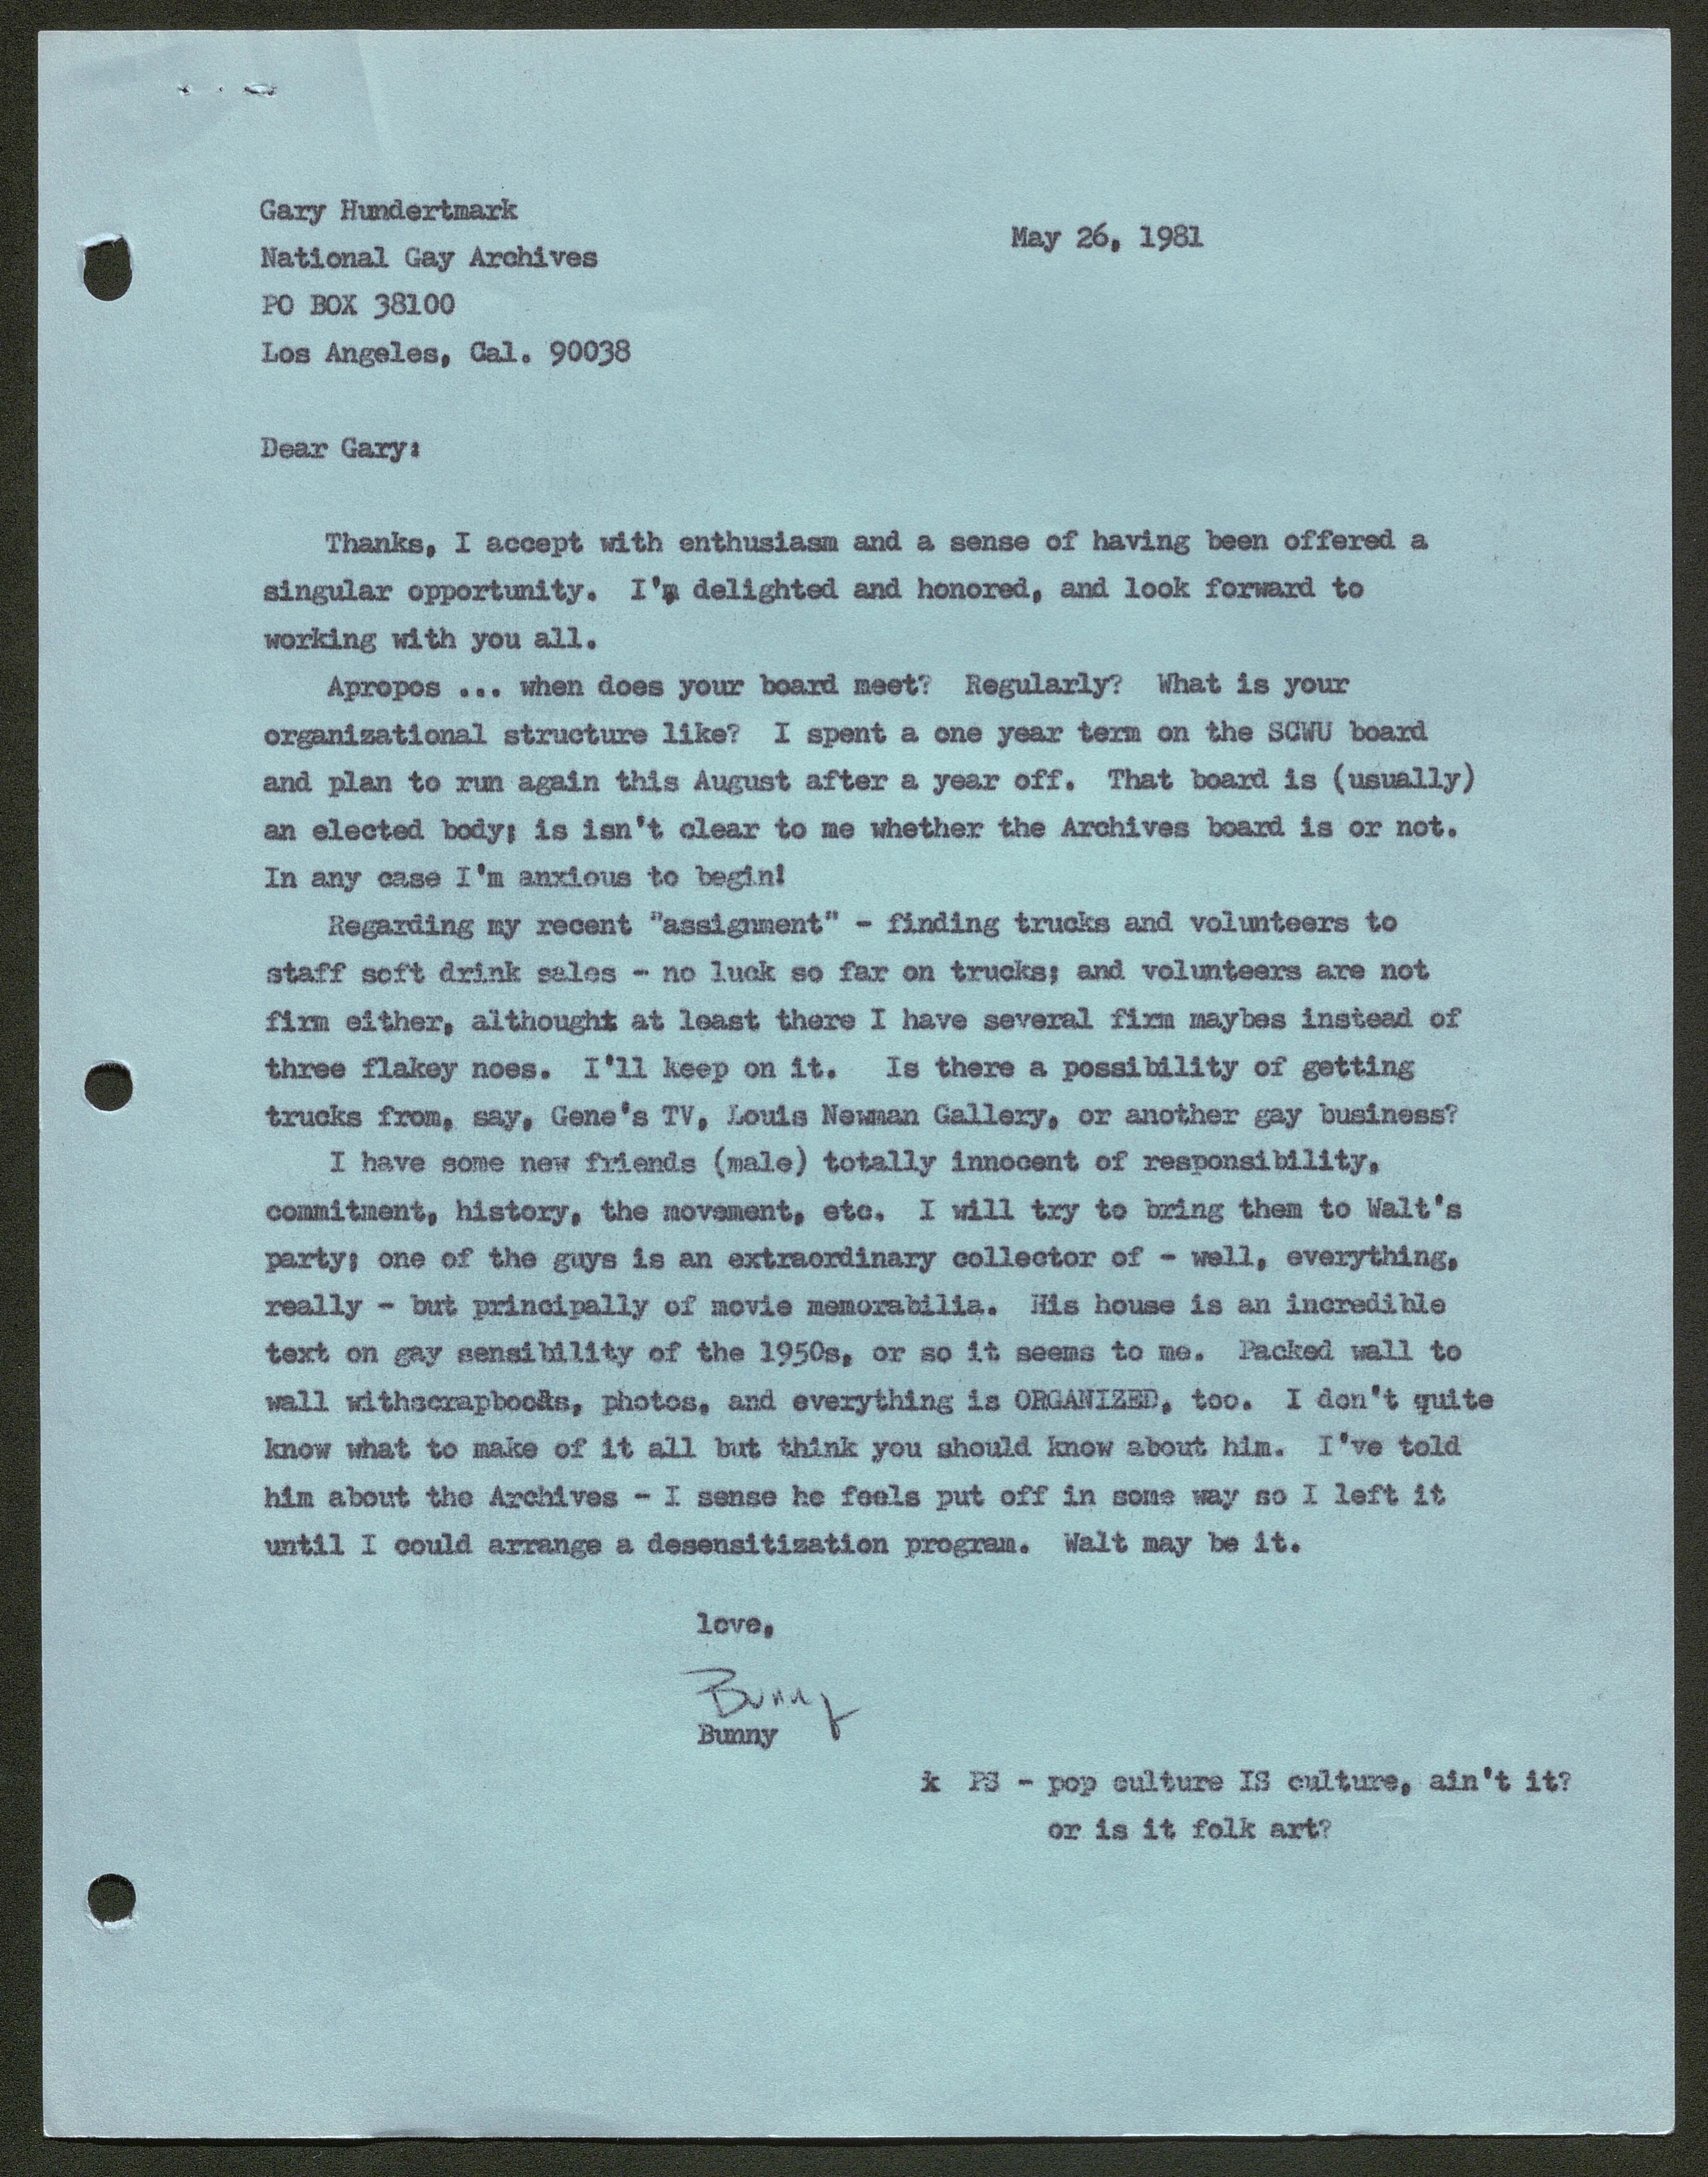 Gary Hundertmark
May 26, 1981
National Gay Archives
PO BOX 38100
Los Angeles, Cal. 90038
Dear Gary:
Thanks, I accept with enthusiasm and a sense of having been offered a
singular opportunity. I'm delighted and honored, and look forward to
working with you all.
Apropos ... when does your board meet? Regularly? What is your
organizational structure like? I spent a one year term on the SCWU board
and plan to run again this August after a year off. That board is (usually)
an elected body; is isn't clear to me whether the Archives board is or not.
In any case I'm anxious to begin!
Regarding my recent "assignment" - finding trucks and volunteers to
staff soft drink sales - no luck so far on trucks; and volunteers are not
firm either, althought at least there I have several firm maybes instead of
three flakey noes. I'll keep on it. Is there a possibility of getting
trucks from, say, Gene's TV, Louis Newman Gallery, or another gay business?
I have some new friends (male) totally innocent of responsibility,
commitment, history, the movement, etc. I will try to bring them to Walt's
party; one of the guys is an extraordinary collector of - well, everything,
really - but principally of movie memorabilia. His house is an incredible
text on gay sensibility of the 1950s, or so it seems to me. Packed wall to
wall withscrapbooks, photos, and everything is ORGANIZED, too. I don't quite
know what to make of it all but think you should know about him. I've told
him about the Archives - I sense he feels put off in some way so I left it
until I could arrange a desensitization program. Walt may be it.
love,
Bunny
Bunny
* PS - pop culture IS culture, ain't it?
or is it folk art?